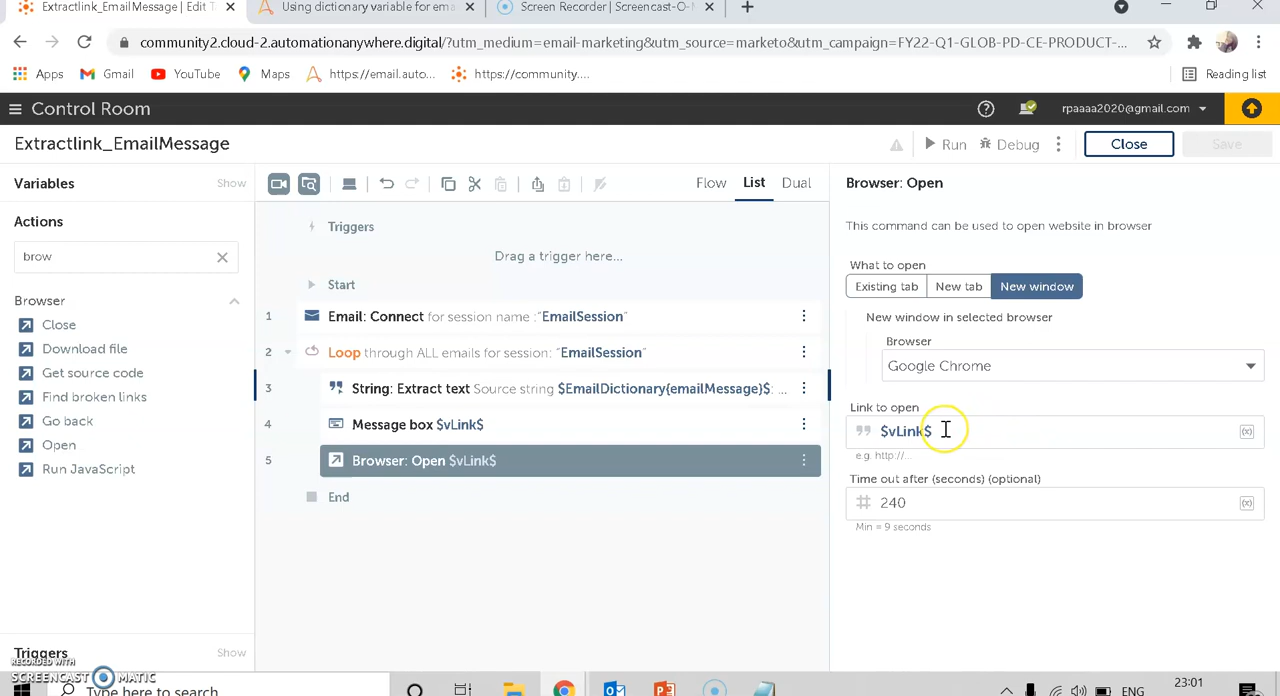 Extractlink_EmailMessage | Edit T
Using dictionary variable for ema
Screen Recorder | Screencast-O-M
community2.cloud-2.automationanywhere.digital/?utm_medium=email-marketing&utm_source=marketo&utm_campaign=FY22-Q1-GLOB-PD-CE-PRODUCT-...
Apps
Gmail
YouTube
Maps
https://email.auto...
https://community....
Reading list
Control Room
rpaaaa2020@gmail.com
Extractlink_EmailMessage
Run
Debug
Close
Save
Variables
Show
Flow
List
Dual
Browser: Open
Actions
brow
Triggers
Drag a trigger here...
Start
This command can be used to open website in browser
What to open
Existing tab
New tab
New window
New window in selected browser
Browser
Google Chrome
Link to open
$vLink$
e.g. http://...
Time out after (seconds) (optional)
240
Min = 9 seconds
Browser
Close
Download file
Get source code
Find broken links
Go back
Open
Run JavaScript
1 Email: Connect for session name :"EmailSession"
2 Loop through ALL emails for session: "EmailSession"
3 String: Extract text Source string $EmailDictionary{emailMessage}$: ...
4 Message box $vLink$
5 Browser: Open $vLink$
End
Triggers
Show
RECORDED WITH
SCREENCAST MATIC
Type here to search
ENG
23:01